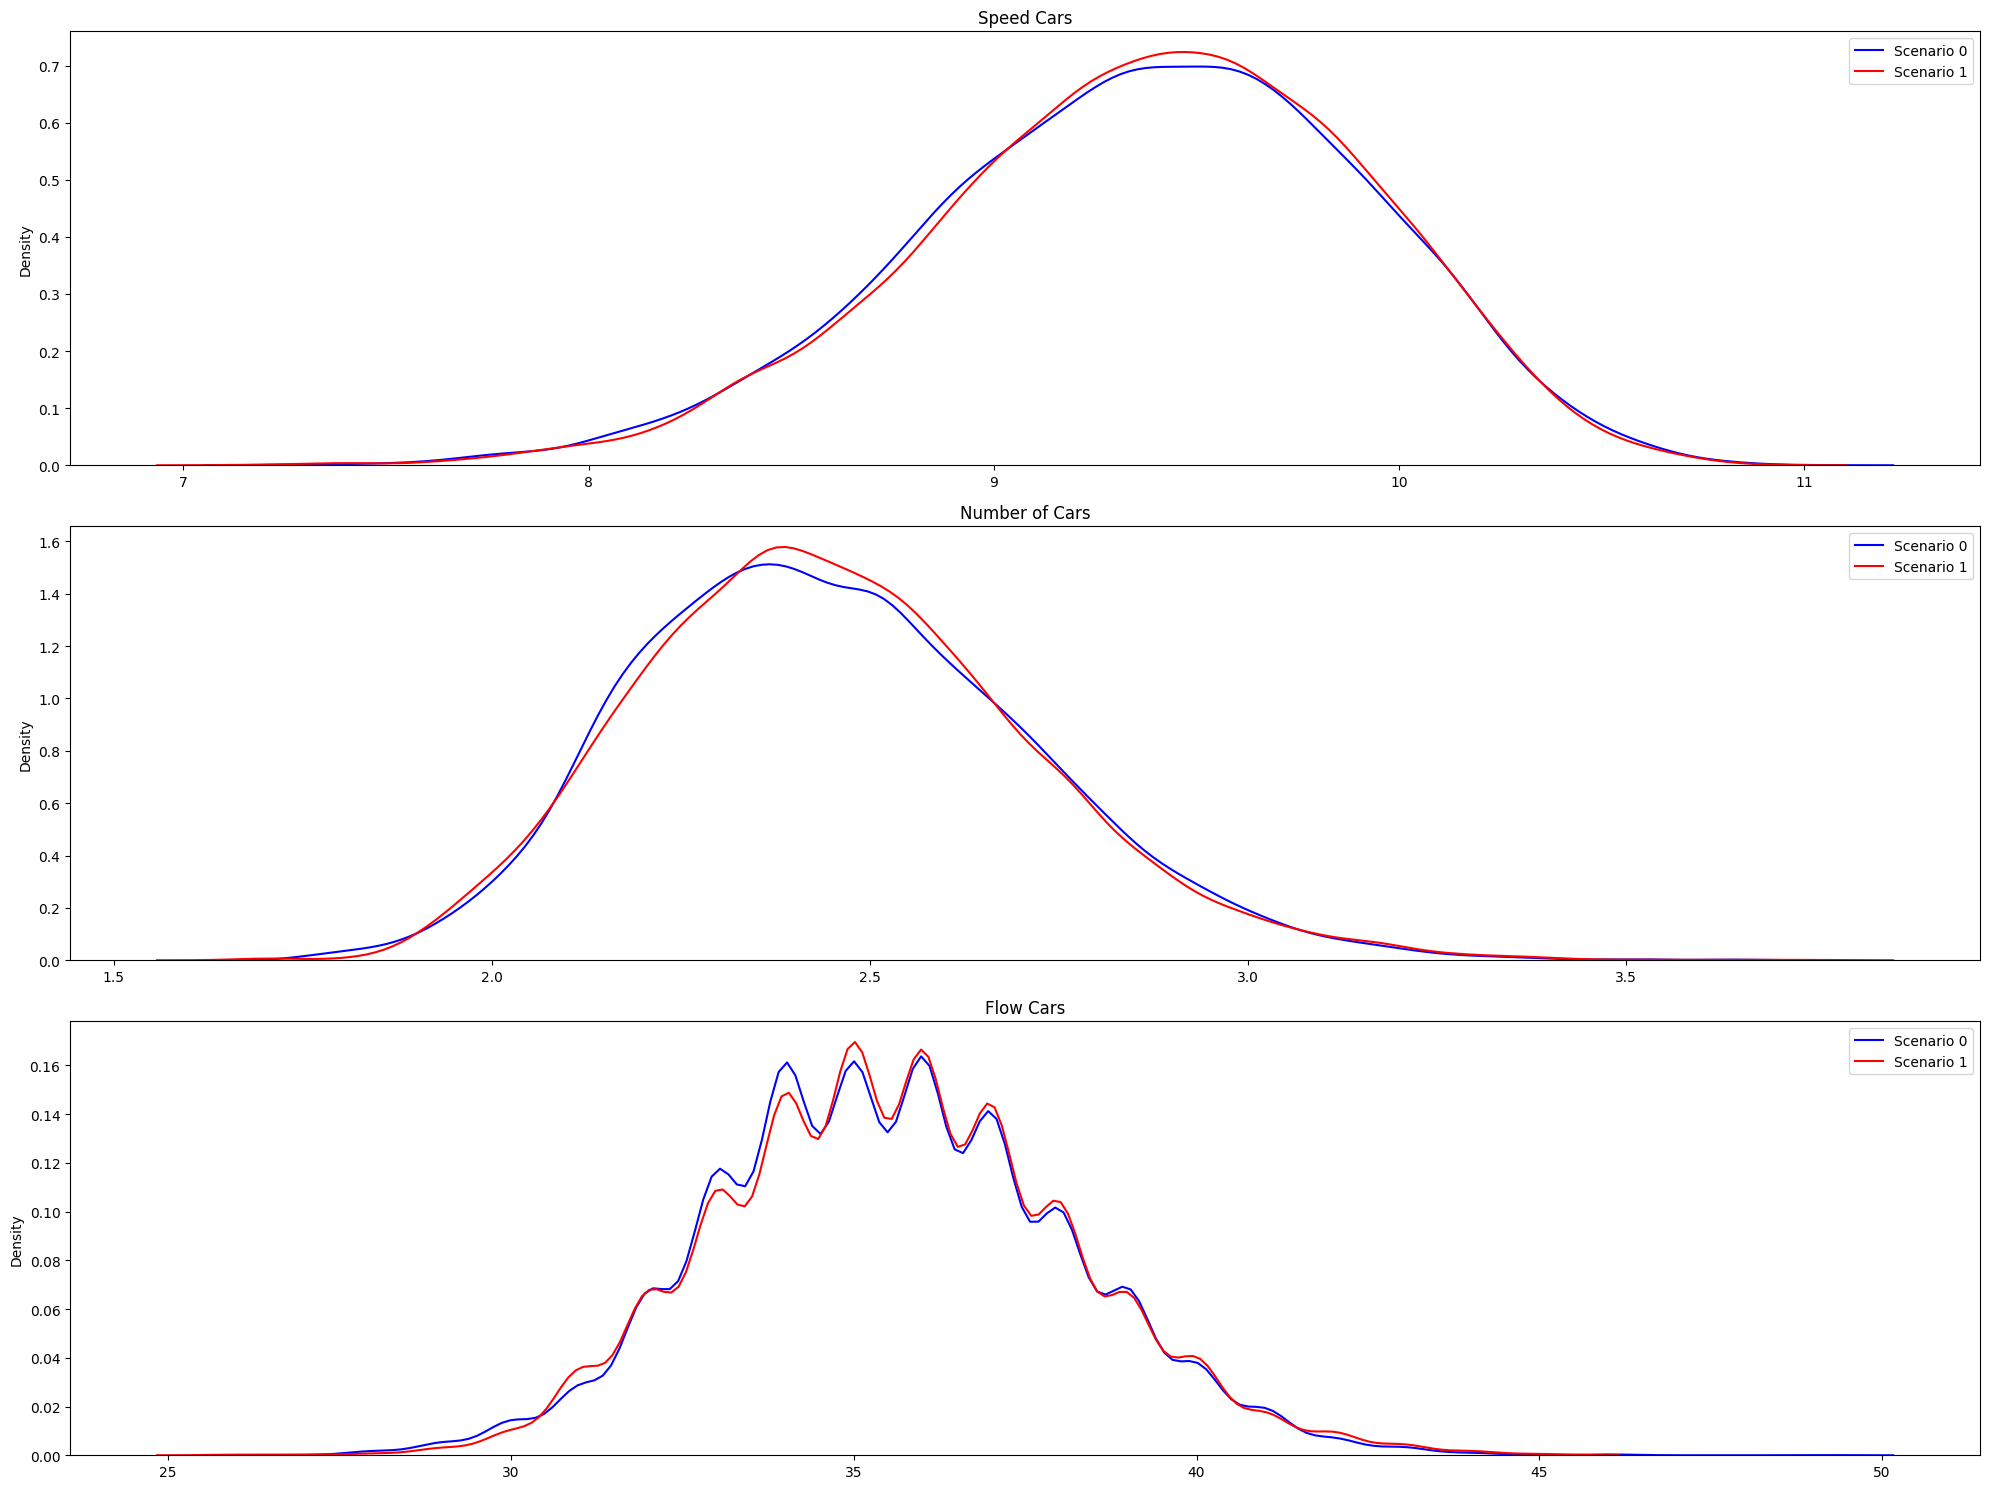 Speed Cars
Scenario 0
Scenario 1
0.7
0.6
0.5
0.4
0.3
0.2
0.1
0.0
Density
7 8 9 10 11
Number of Cars
Scenario 0
Scenario 1
1.6
1.4
1.2
1.0
0.8
0.6
0.4
0.2
0.0
Density
1.5 2.0 2.5 3.0 3.5
Flow Cars
Scenario 0
Scenario 1
0.16
0.14
0.12
0.10
0.08
0.06
0.04
0.02
0.00
Density
25 30 35 40 45 50